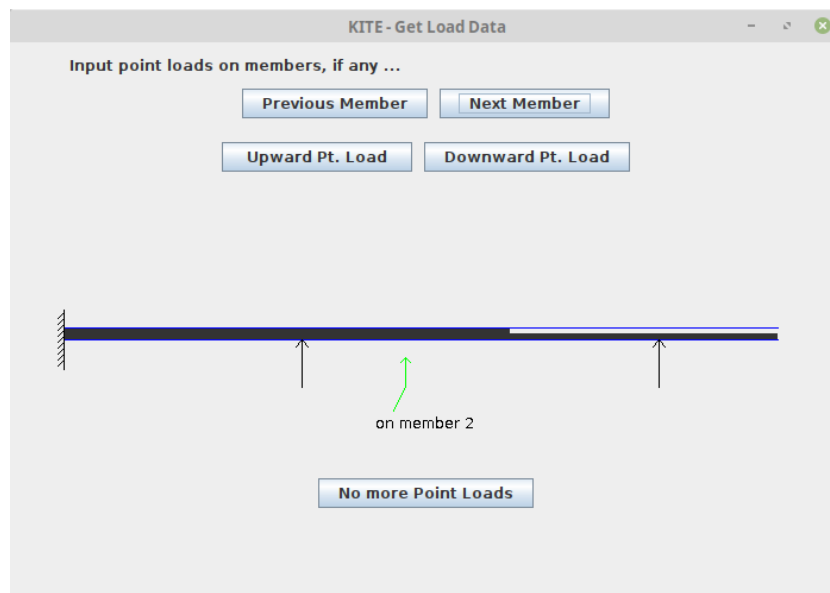 KITE - Get Load Data
Input point loads on members, if any ...
Previous Member
Next Member
Upward Pt. Load
Downward Pt. Load
on member 2
No more Point Loads